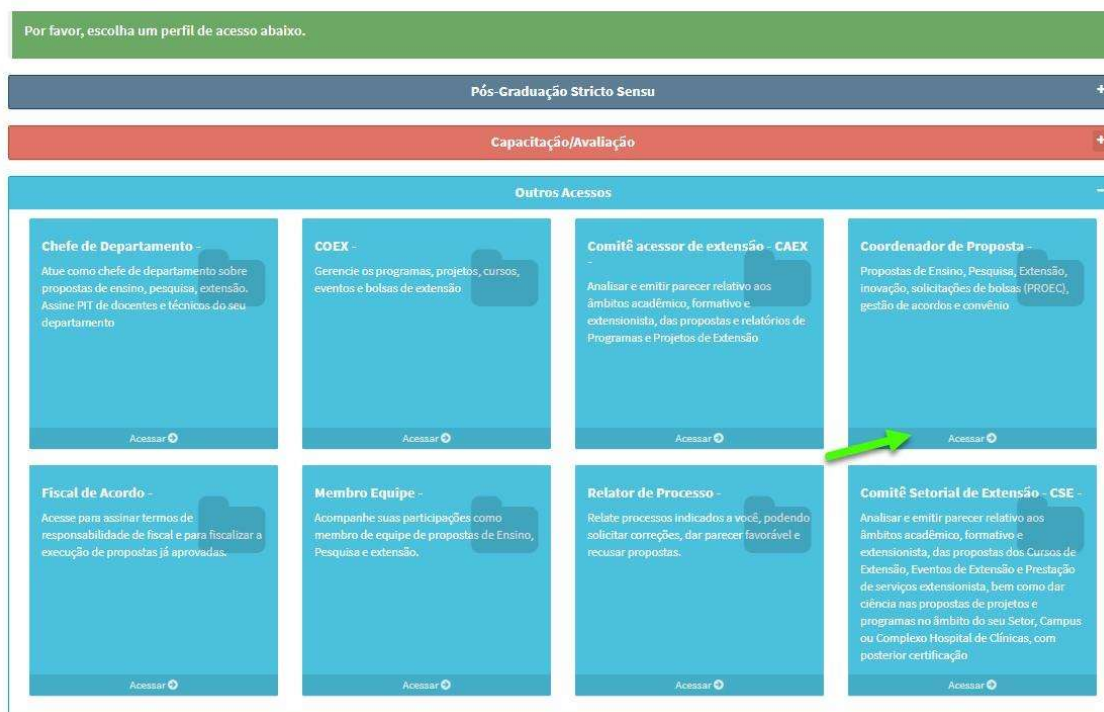 Por favor, escolha um perfil de acesso abaixo.
Pós-Graduação Stricto Sensu
Capacitação/Avaliação
Outros Acessos
Chefe de Departamento -
Atue como chefe de departamento sobre
propostas de ensino, pesquisa, extensão.
Assine PIT de docentes e técnicos do seu
departamento
Acessar
COEX -
Gerencie os programas, projetos, cursos,
eventos e bolsas de extensão
Acessar
Comitê acessor de extensão - CAEX
-
Analisar e emitir parecer relativo aos
âmbitos acadêmico, formativo e
extensionista, das propostas e relatórios de
Programas e Projetos de Extensão
Acessar
Coordenador de Proposta -
Propostas de Ensino, Pesquisa, Extensão,
inovação, solicitações de bolsas (PROEC),
gestão de acordos e convênio
Acessar
Fiscal de Acordo -
Acesse para assinar termos de
responsabilidade de fiscal e para fiscalizar a
execução de propostas já aprovadas.
Acessar
Membro Equipe -
Acompanhe suas participações como
membro de equipe de propostas de Ensino,
Pesquisa e extensão.
Acessar
Relator de Processo -
Relate processos indicados a você, podendo
solicitar correções, dar parecer favorável e
recusar propostas.
Acessar
Comitê Setorial de Extensão - CSE -
Analisar e emitir parecer relativo aos
âmbitos acadêmico, formativo e
extensionista, das propostas dos Cursos de
Extensão, Eventos de Extensão e Prestação
de serviços extensionista, bem como dar
ciência nas propostas de projetos e
programas no âmbito do seu Setor, Campus
ou Complexo Hospital de Clínicas, com
posterior certificação
Acessar